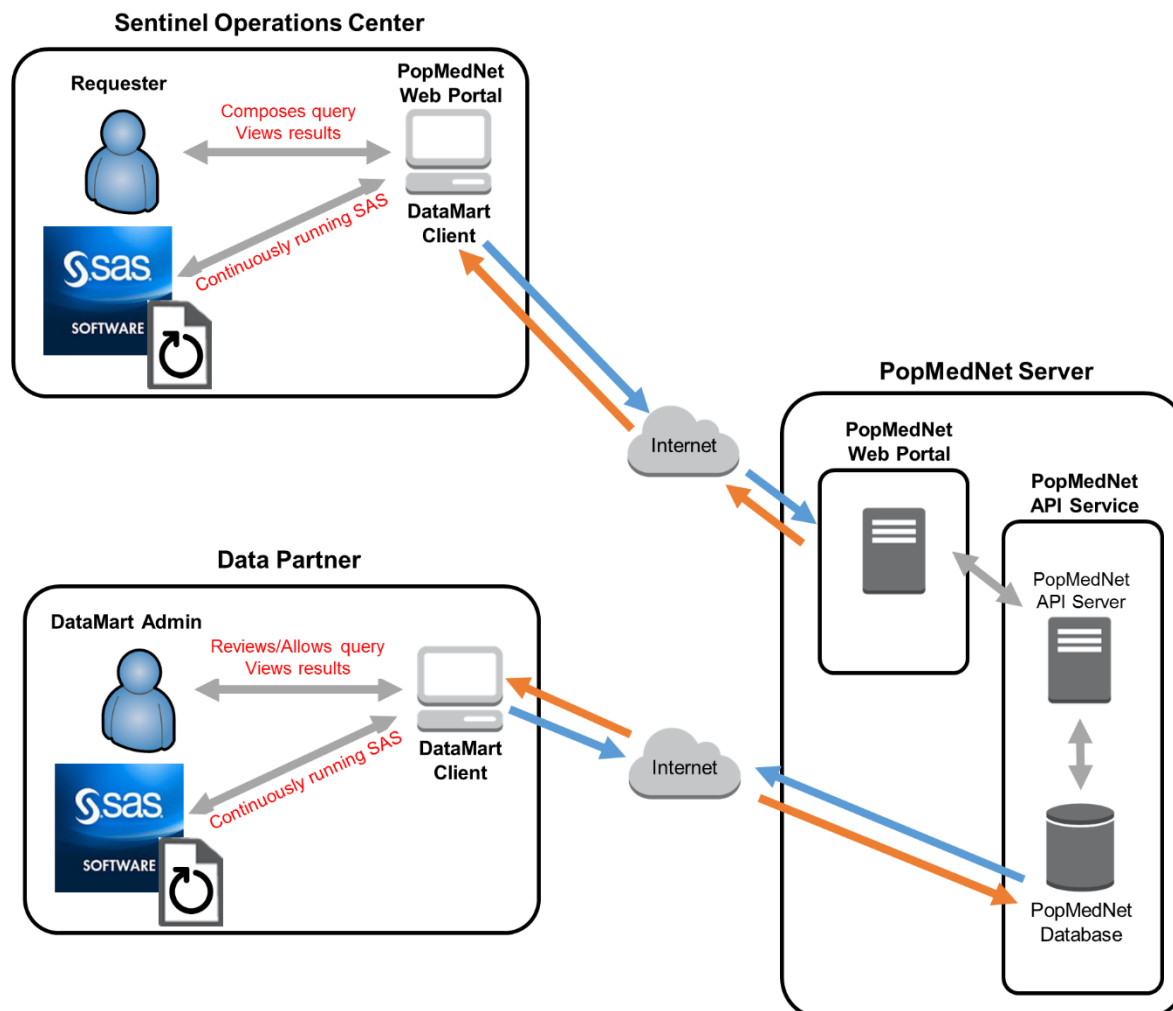 Sentinel Operations Center
Requester
PopMedNet
Web Portal
Composes query
Views results
DataMart
Client
Continuously running SAS
sas
SOFTWARE
Internet
PopMedNet Server
PopMedNet
Web Portal
PopMedNet
API Service
PopMedNet
API Server
PopMedNet
Database
Data Partner
DataMart Admin
Reviews/Allows query
Views results
DataMart
Client
Continuously running SAS
sas
SOFTWARE
Internet